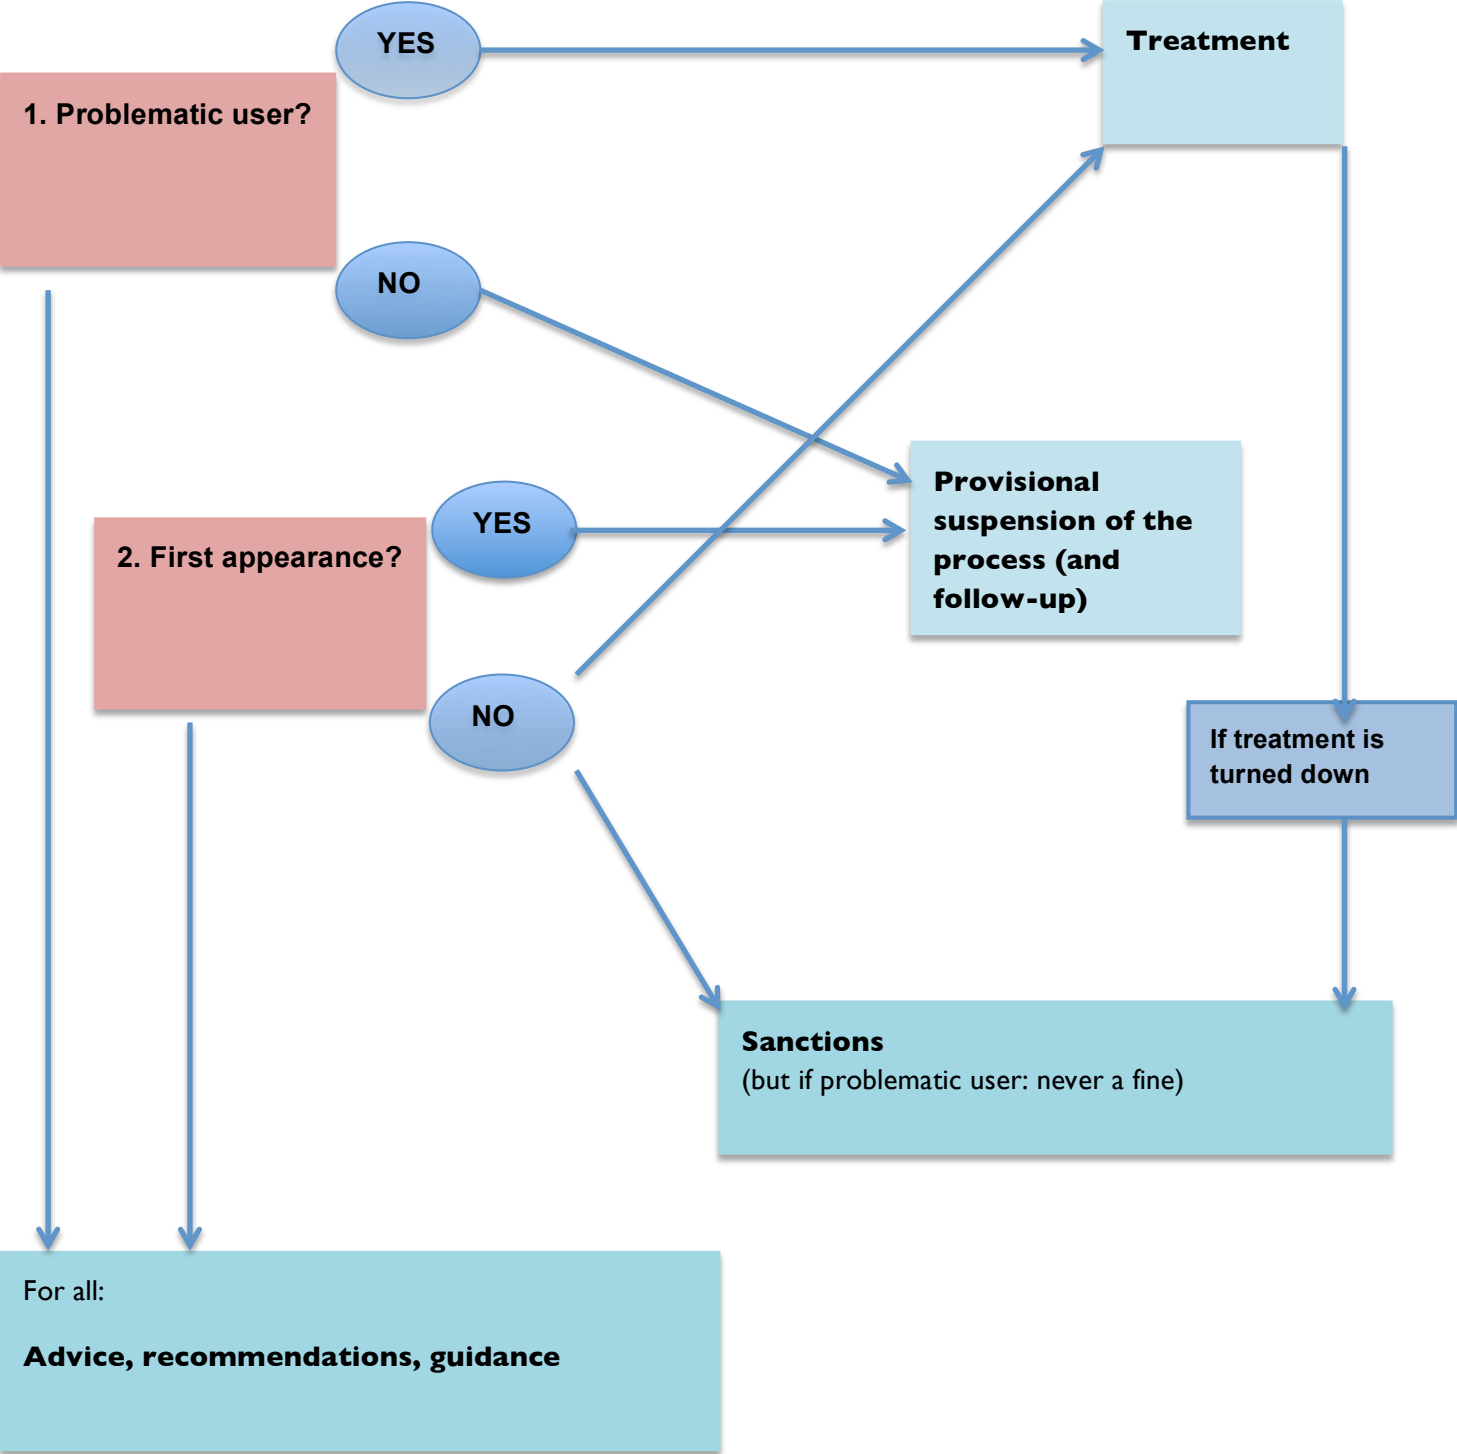 YES
Treatment
1. Problematic user?
NO
Provisional
suspension of the
process (and
follow-up)
YES
2. First appearance?
NO
If treatment is
turned down
Sanctions
(but if problematic user: never a fine)
For all:
Advice, recommendations, guidance